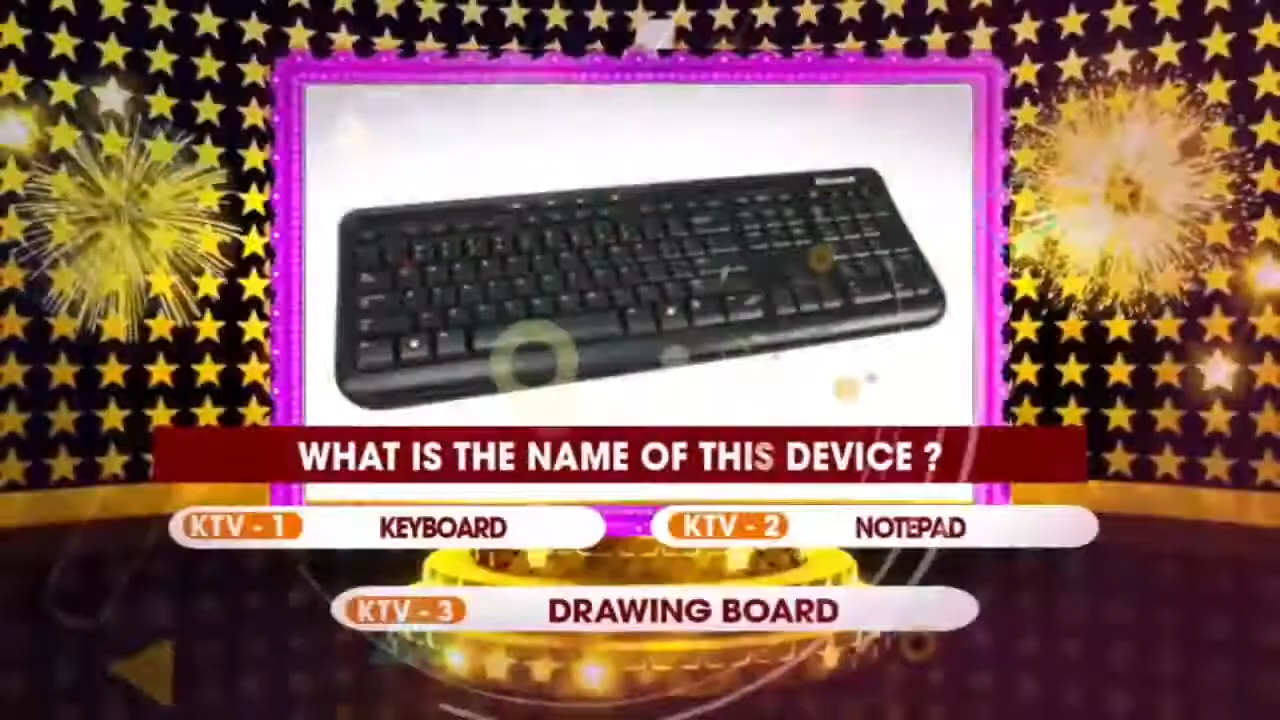 WHAT IS THE NAME OF THIS DEVICE ?
KTV - 1 KEYBOARD
KTV - 2 NOTEPAD
KTV - 3 DRAWING BOARD